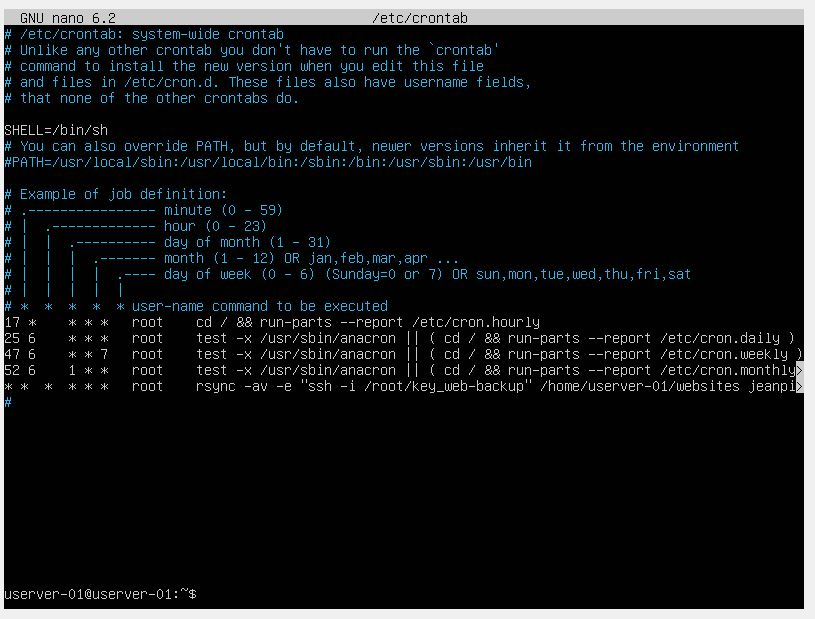 GNU nano 6.2 /etc/crontab
# /etc/crontab: system-wide crontab
# Unlike any other crontab you don't have to run the `crontab'
# command to install the new version when you edit this file
# and files in /etc/cron.d. These files also have username fields,
# that none of the other crontabs do.
SHELL=/bin/sh
# You can also override PATH, but by default, newer versions inherit it from the environment
#PATH=/usr/local/sbin:/usr/local/bin:/sbin:/bin:/usr/sbin:/usr/bin
# Example of job definition:
# .---------------- minute (0 - 59)
# |  .------------- hour (0 - 23)
# |  |  .---------- day of month (1 - 31)
# |  |  |  .------- month (1 - 12) OR jan,feb,mar,apr ...
# |  |  |  |  .---- day of week (0 - 6) (Sunday=0 or 7) OR sun,mon,tue,wed,thu,fri,sat
# |  |  |  |  |
# *  *  *  *  * user-name command to be executed
17 *    * * *   root    cd / && run-parts --report /etc/cron.hourly
25 6    * * *   root    test -x /usr/sbin/anacron || ( cd / && run-parts --report /etc/cron.daily )
47 6    * * 7   root    test -x /usr/sbin/anacron || ( cd / && run-parts --report /etc/cron.weekly )
52 6    1 * *   root    test -x /usr/sbin/anacron || ( cd / && run-parts --report /etc/cron.monthly>
* *  *  * * *   root    rsync -av -e "ssh -i /root/key_web-backup" /home/userver-01/websites jeanpi>
#
userver-01@userver-01:~$